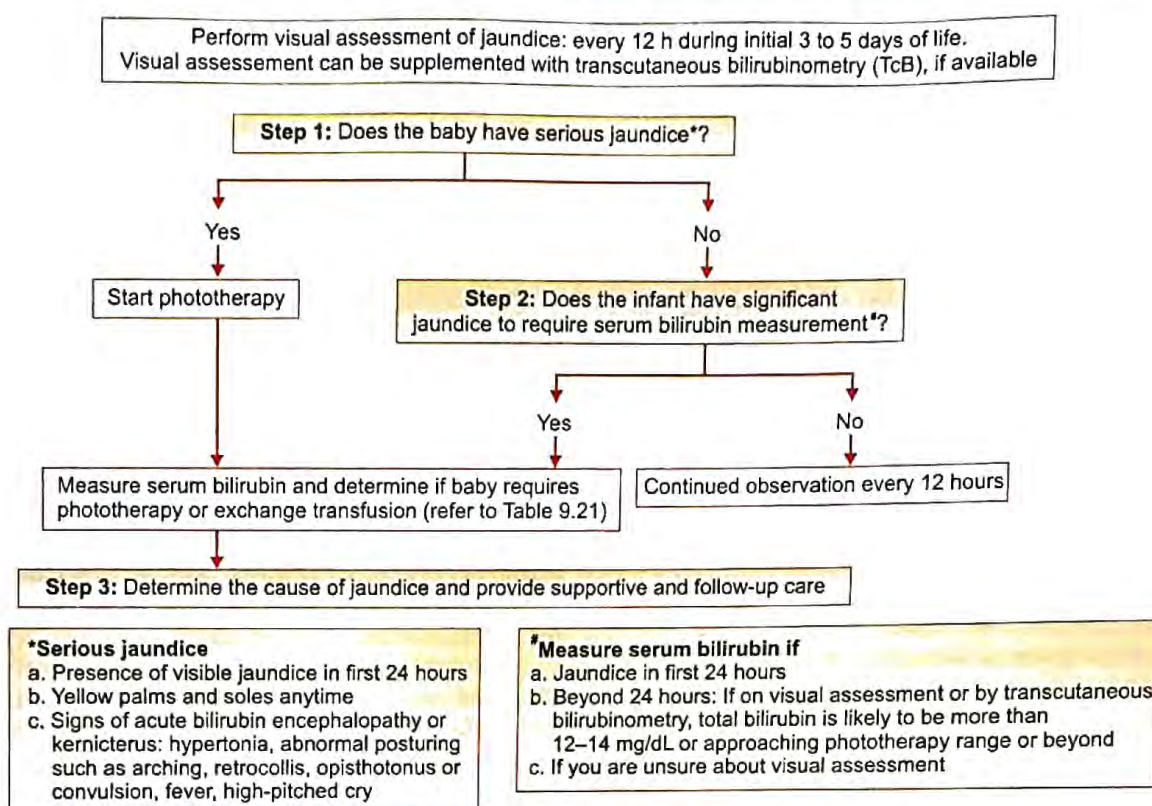 Perform visual assessment of jaundice: every 12 h during initial 3 to 5 days of life.
Visual assessement can be supplemented with transcutaneous bilirubinometry (TcB), if available
Step 1: Does the baby have serious jaundice*?
Yes
No
Start phototherapy
Step 2: Does the infant have significant
jaundice to require serum bilirubin measurement#?
Yes
No
Measure serum bilirubin and determine if baby requires
phototherapy or exchange transfusion (refer to Table 9.21)
Continued observation every 12 hours
Step 3: Determine the cause of jaundice and provide supportive and follow-up care
*Serious jaundice
a. Presence of visible jaundice in first 24 hours
b. Yellow palms and soles anytime
c. Signs of acute bilirubin encephalopathy or
kernicterus: hypertonia, abnormal posturing
such as arching, retrocollis, opisthotonus or
convulsion, fever, high-pitched cry
#Measure serum bilirubin if
a. Jaundice in first 24 hours
b. Beyond 24 hours: If on visual assessment or by transcutaneous
bilirubinometry, total bilirubin is likely to be more than
12–14 mg/dL or approaching phototherapy range or beyond
c. If you are unsure about visual assessment